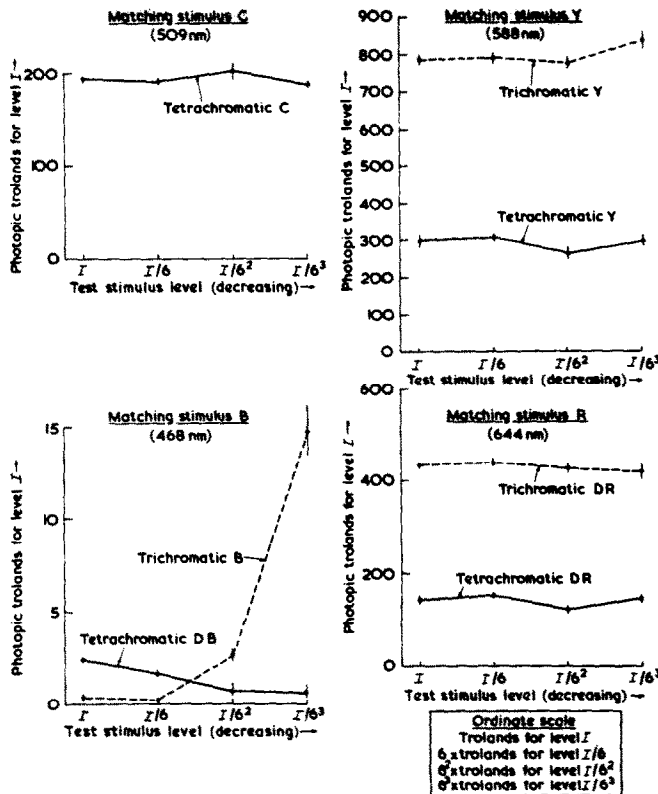 Matching stimulus C
(509nm)
Photopic trolands for level I→
200
100
0
Tetrachromatic C
I I/6 I/6² I/6³
Test stimulus level (decreasing)→
Matching stimulus Y
(588nm)
Photopic trolands for level I→
900
800
700
600
500
400
300
200
100
0
Trichromatic Y
Tetrachromatic Y
I I/6 I/6² I/6³
Test stimulus level (decreasing)→
Matching stimulus B
(468nm)
Photopic trolands for level I→
15
10
5
0
Trichromatic B
Tetrachromatic DB
I I/6 I/6² I/6³
Test stimulus level (decreasing)→
Matching stimulus R
(644nm)
Photopic trolands for level I→
600
400
200
0
Trichromatic DR
Tetrachromatic DR
I I/6 I/6² I/6³
Test stimulus level (decreasing)→
Ordinate scale
Trolands for level I
6 x trolands for level I/6
6² x trolands for level I/6²
6³ x trolands for level I/6³